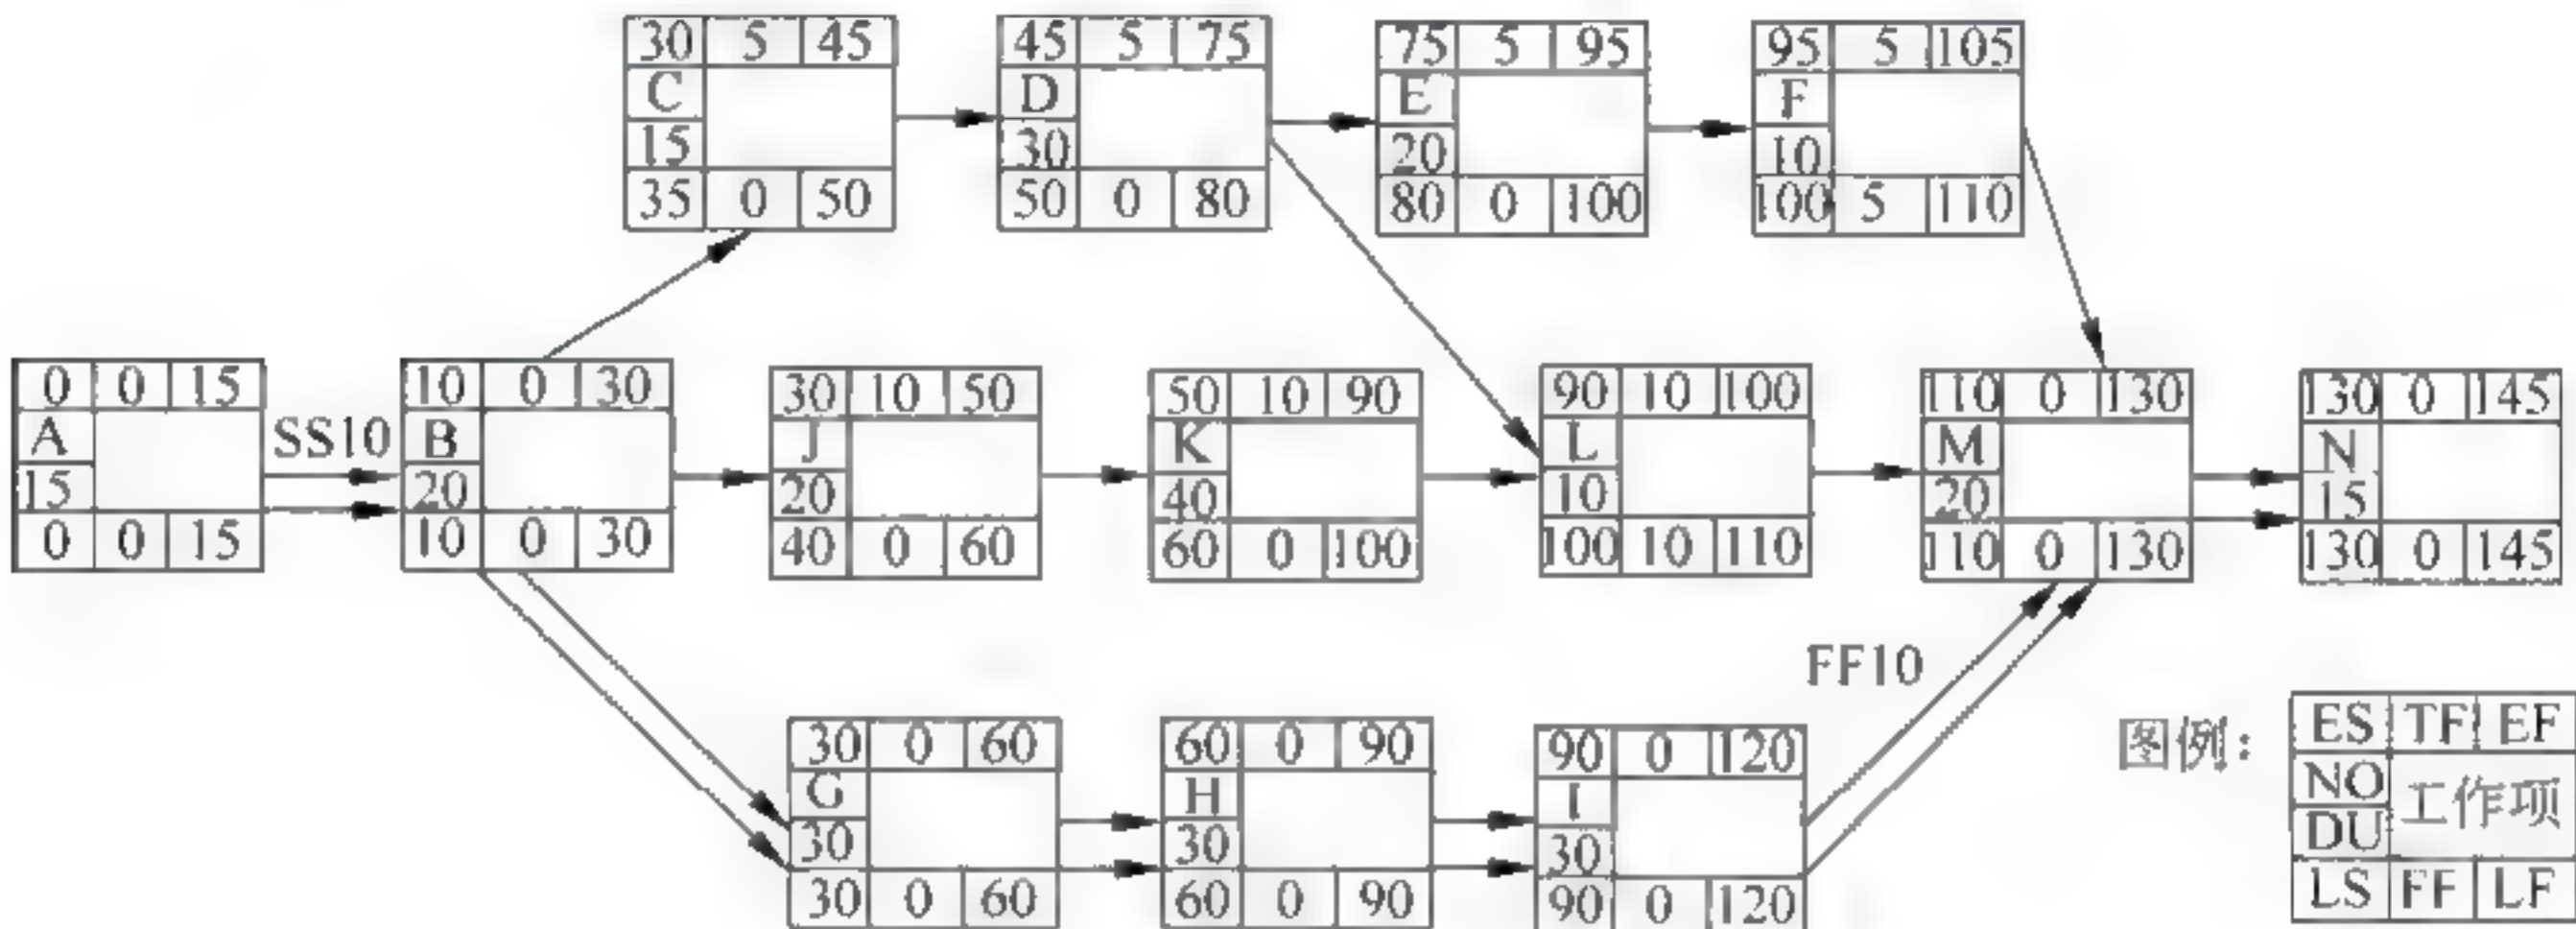 30 5 45
C
15
35 0 50
45 5 75
D
30
50 0 80
75 5 95
E
20
80 0 100
95 5 105
F
10
100 5 110
0 0 15
A
15
0 0 15
SS10
10 0 30
B
20
10 0 30
30 10 50
J
20
40 0 60
50 10 90
K
40
60 0 100
90 10 100
L
10
100 10 110
110 0 130
M
20
110 0 130
130 0 145
N
15
130 0 145
30 0 60
G
30
30 0 60
60 0 90
H
30
60 0 90
90 0 120
I
30
90 0 120
FF10
图例:
ES TF EF
NO
工作项
DU
LS FF LF